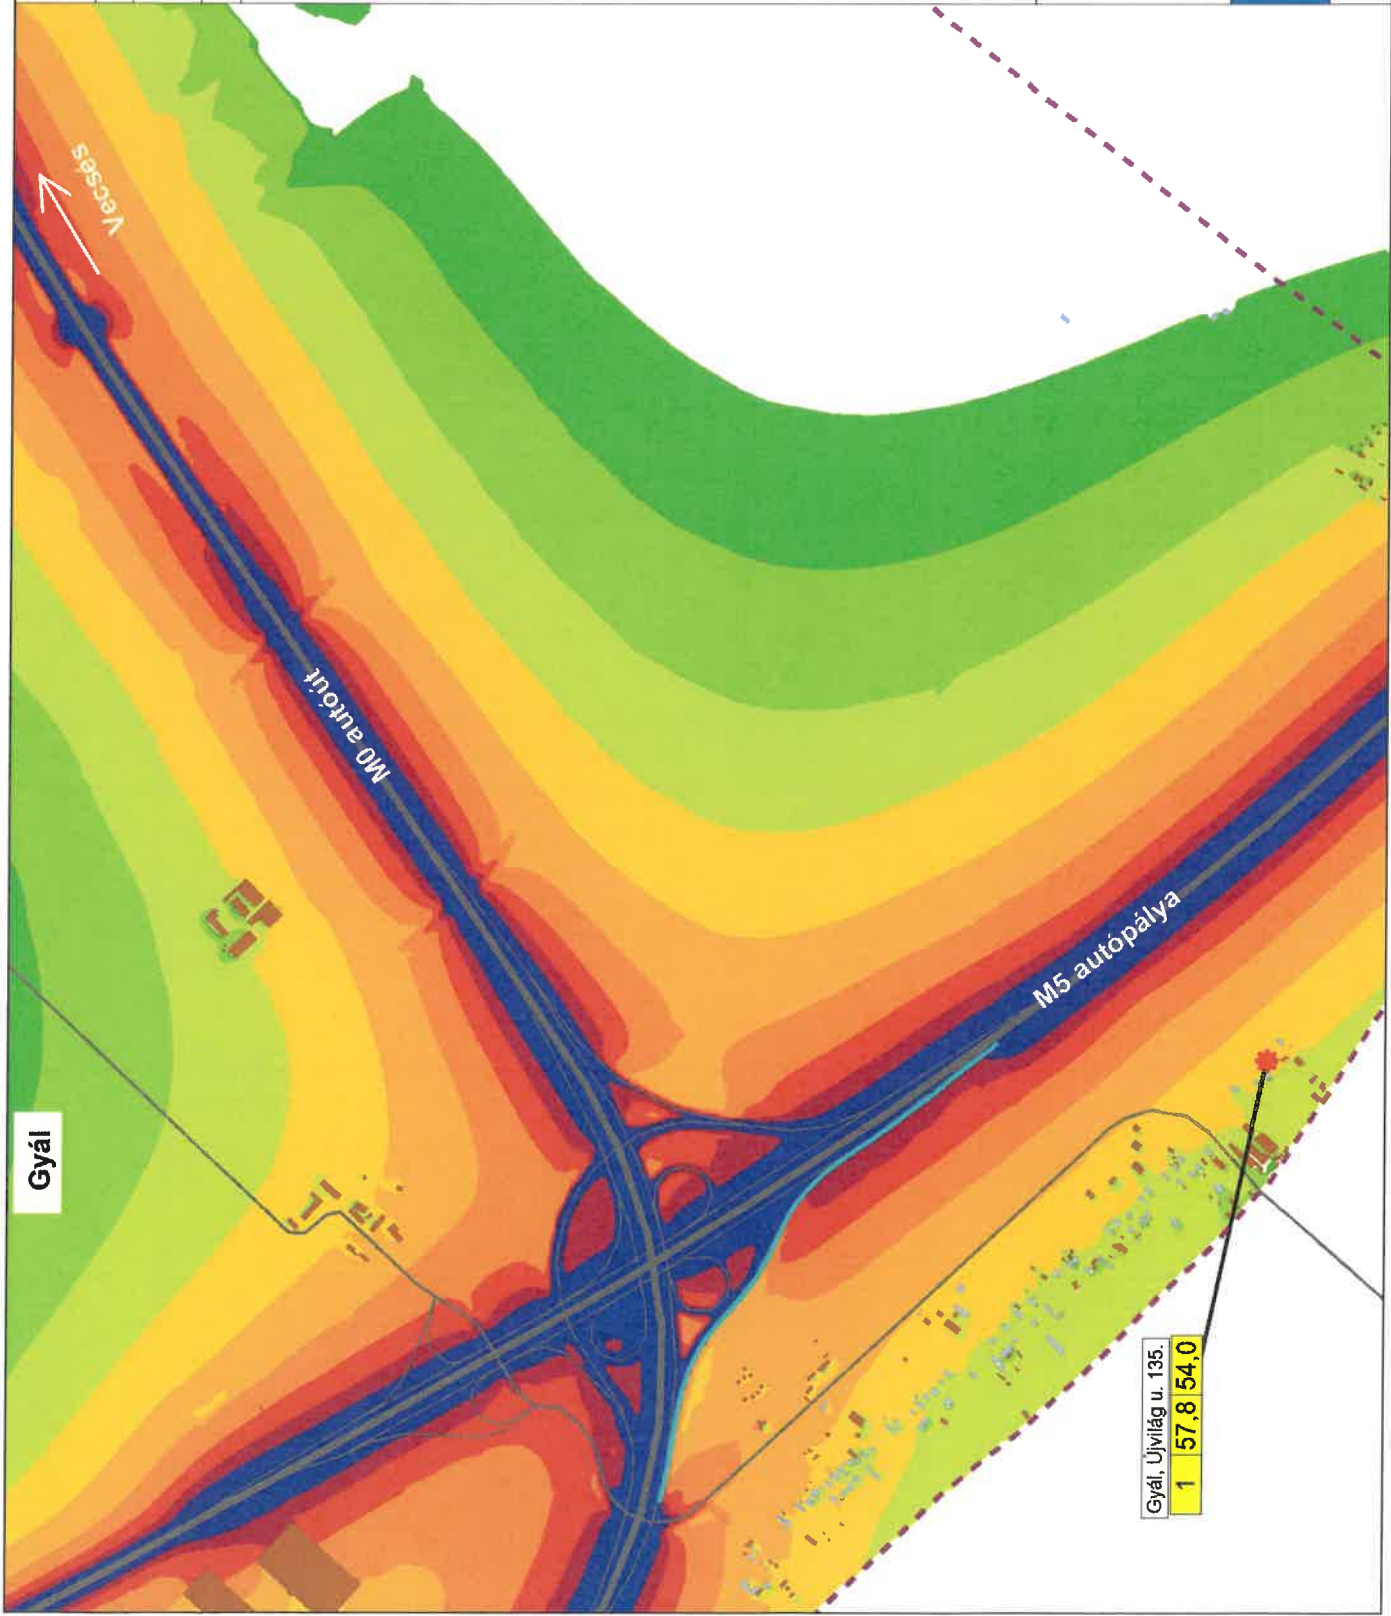 Gyál
Vecsés
M0 autóút
M5 autópálya
Gyál, Újvilág u. 135.
1 57,8 54,0